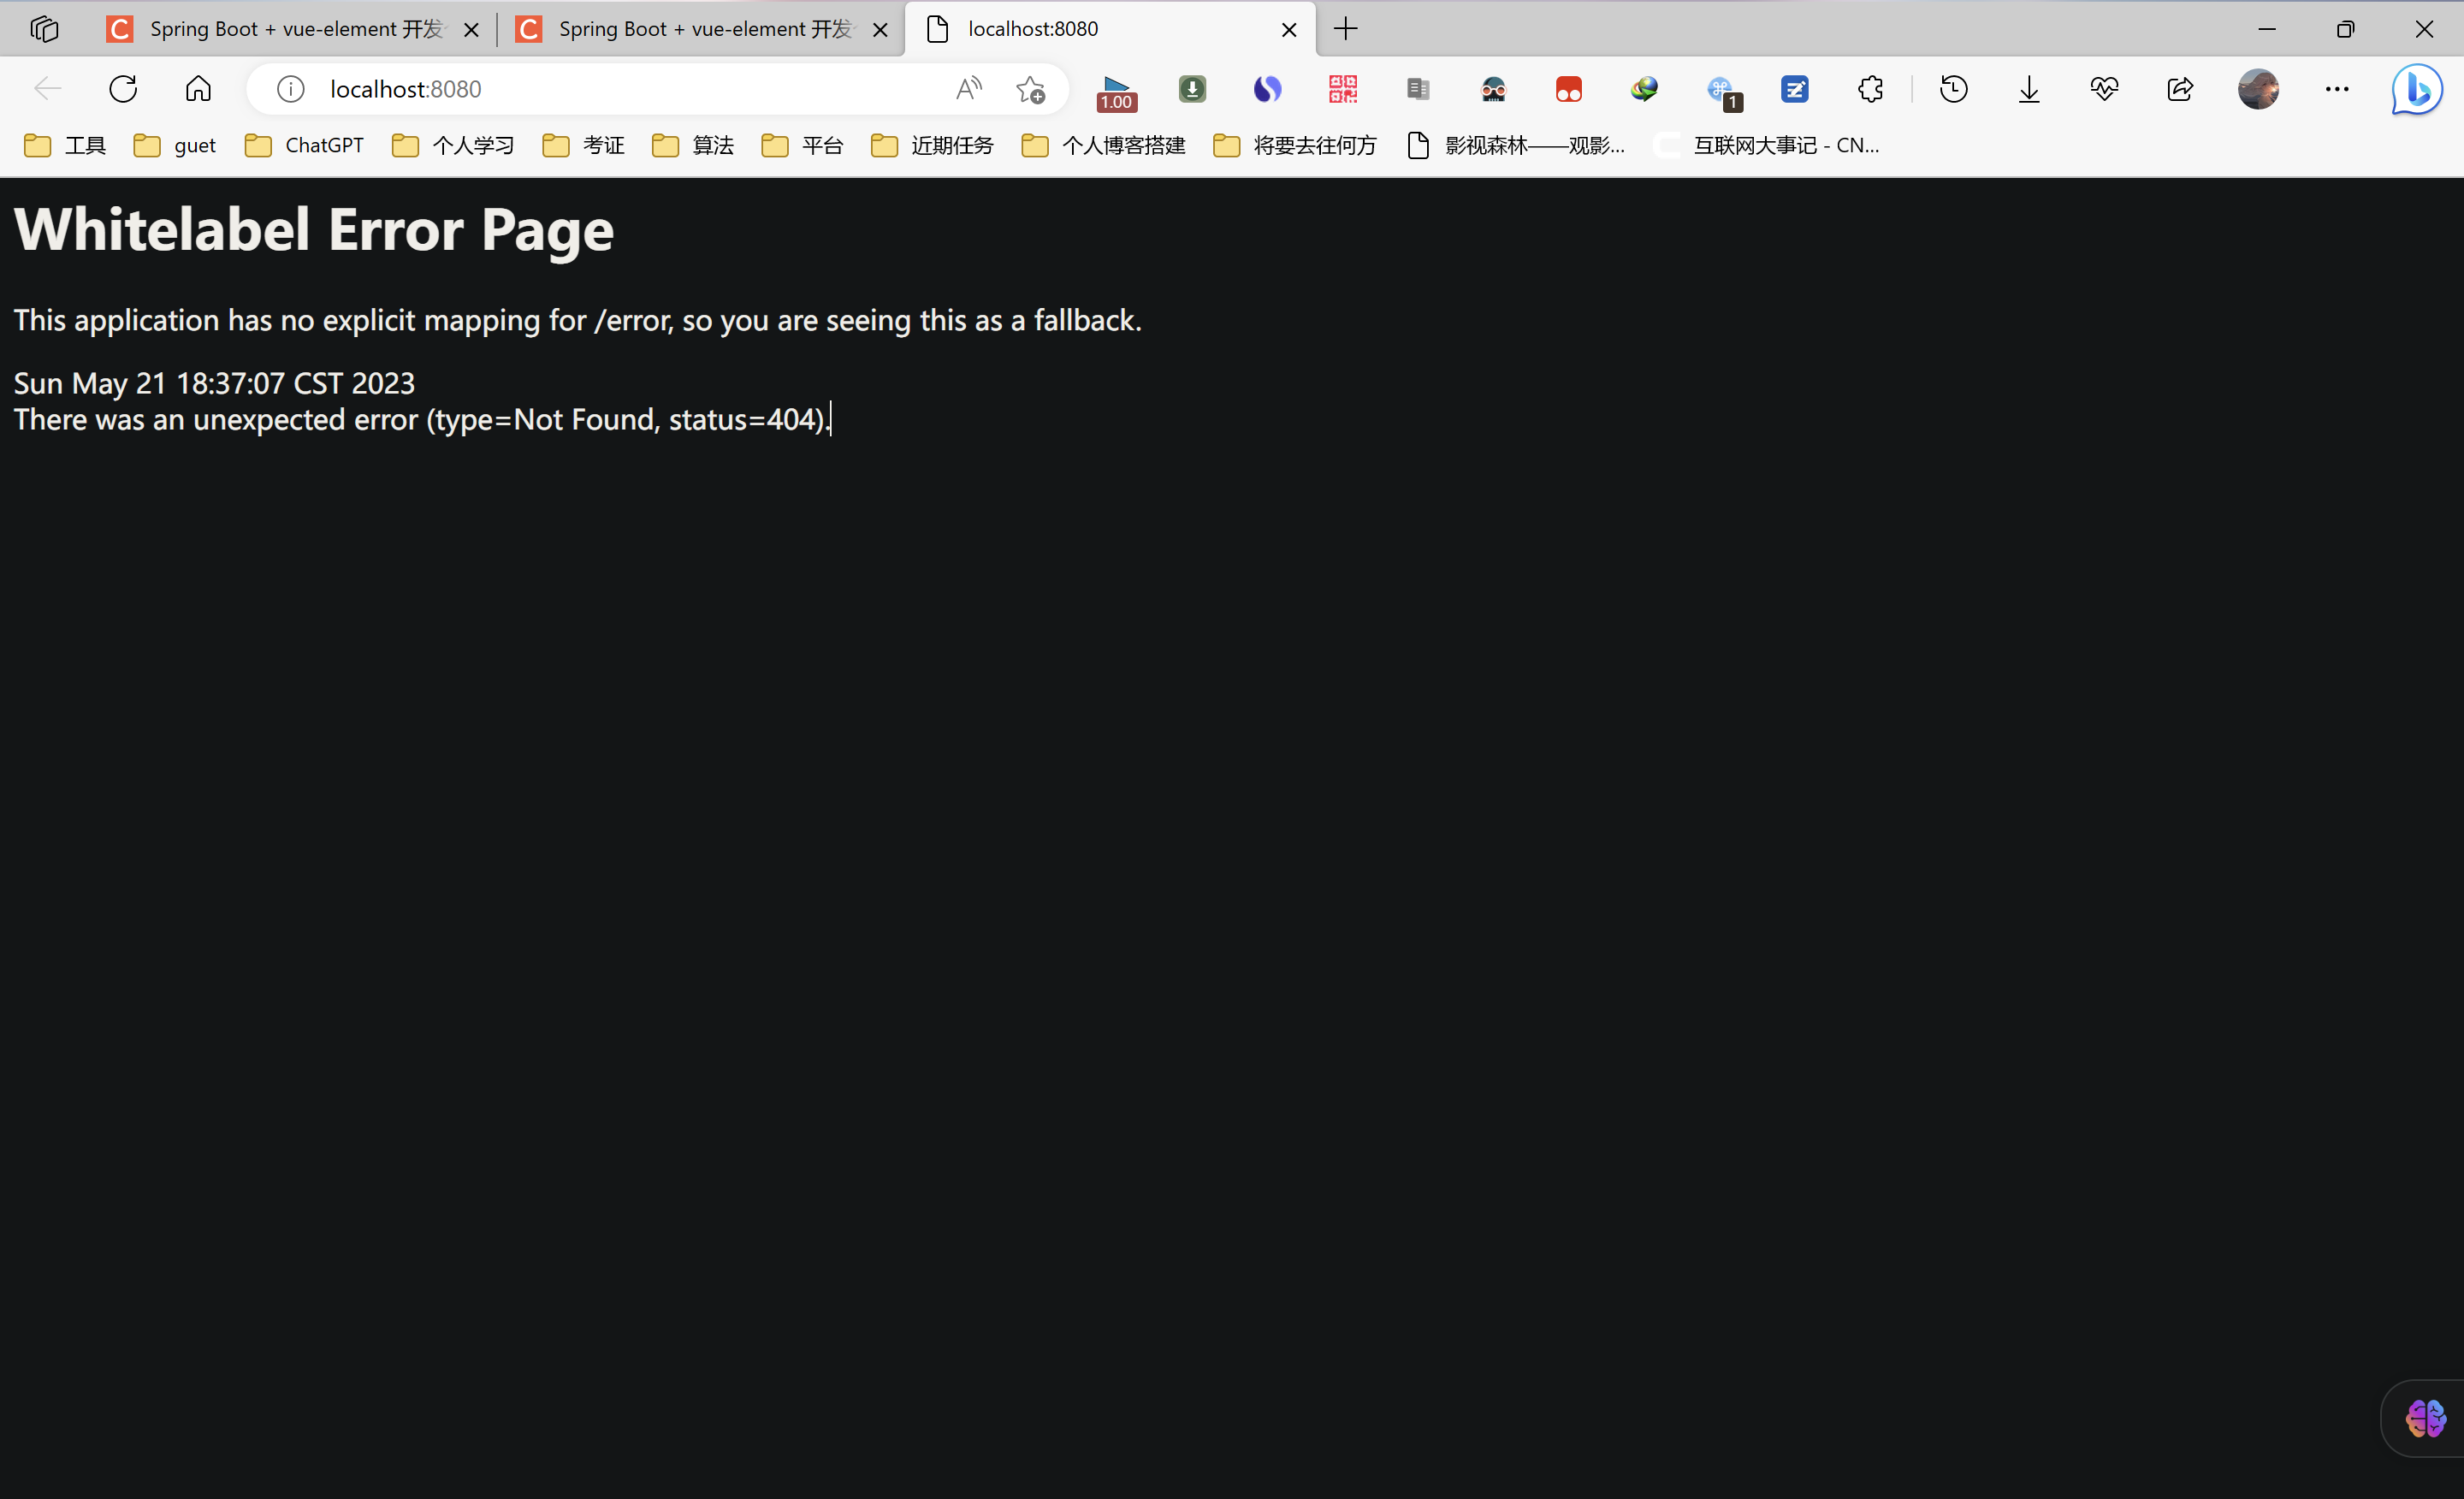 Spring Boot + vue-element 开发
Spring Boot + vue-element 开发
localhost:8080
localhost:8080
1.00
1
工具
guet
ChatGPT
个人学习
考证
算法
平台
近期任务
个人博客搭建
将要去往何方
影视森林——观影...
互联网大事记 - CN...
Whitelabel Error Page
This application has no explicit mapping for /error, so you are seeing this as a fallback.
Sun May 21 18:37:07 CST 2023
There was an unexpected error (type=Not Found, status=404).